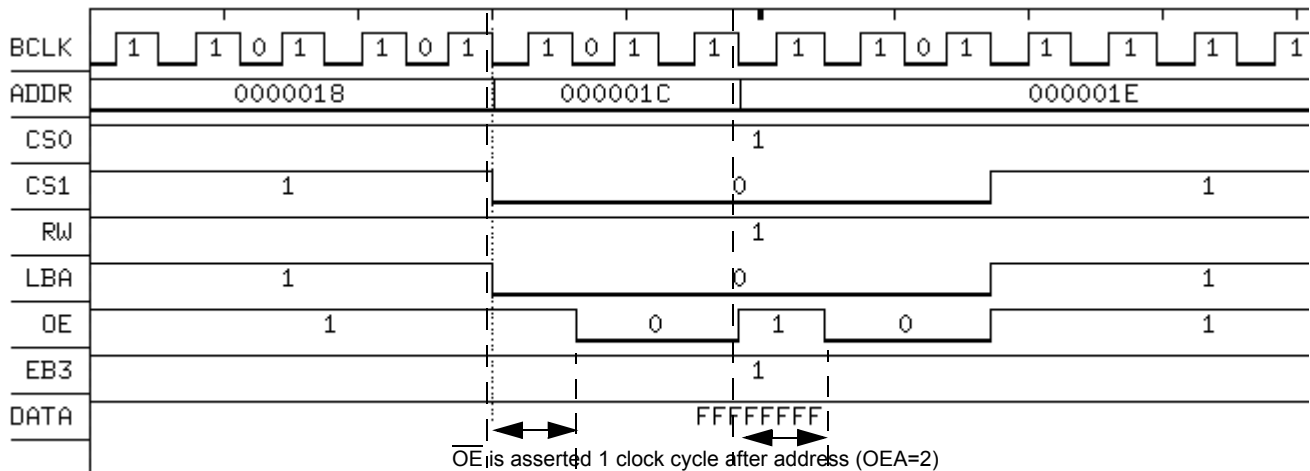 BCLK 1 1 0 1 1 0 1 1 0 1 1 1 1 0 1 1 1 1 1
ADDR 0000018 000001C 000001E
CS0 1
CS1 1 0 1
RW 1
LBA 1 0 1
OE 1 0 1 0 1
EB3 1
DATA FFFFFFFF
OE is asserted 1 clock cycle after address (OEA=2)